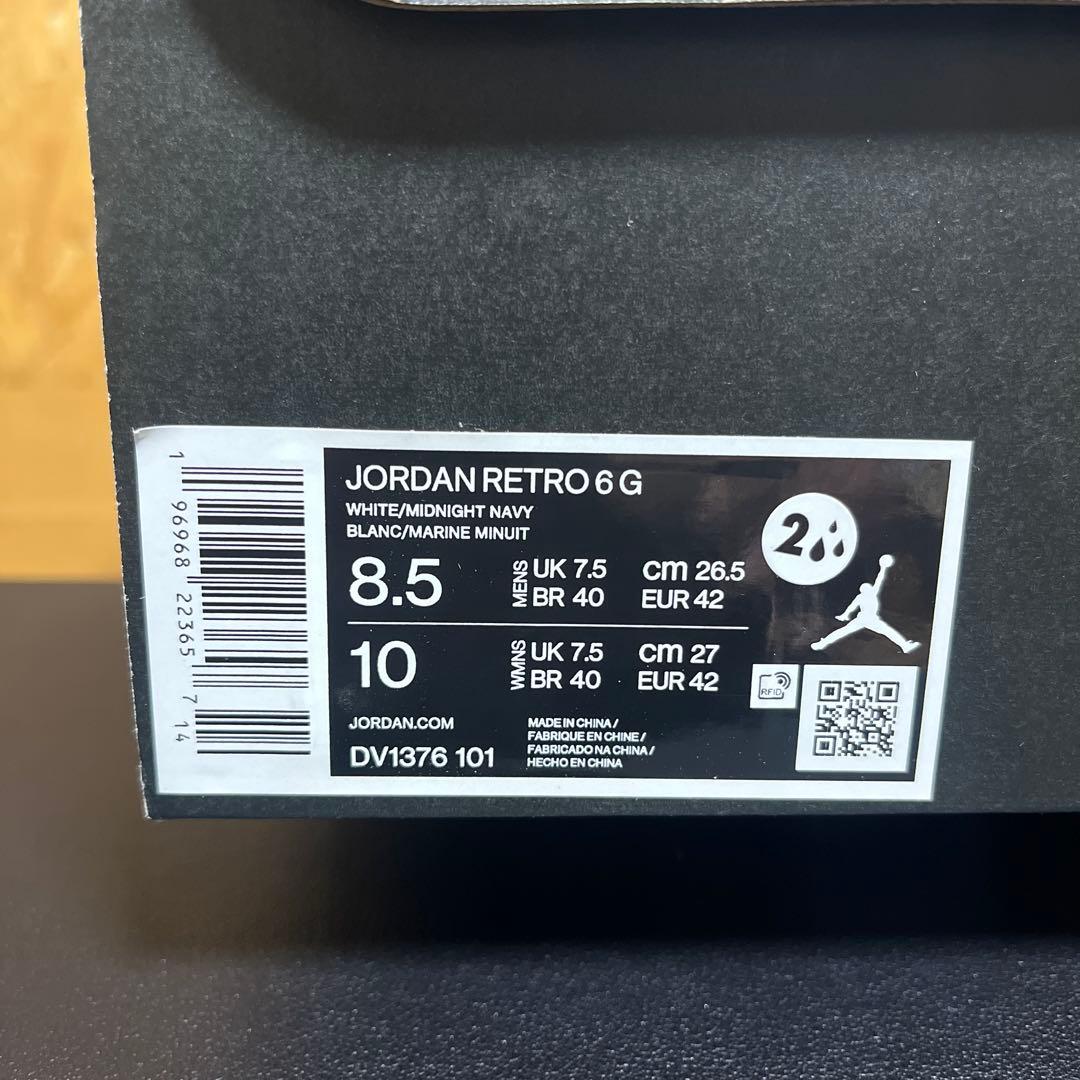 JORDAN RETRO 6 G
WHITE/MIDNIGHT NAVY
BLANC/MARINE MINUIT
8.5 MENS UK 7.5 cm 26.5
BR 40 EUR 42
10 WMNS UK 7.5 cm 27
BR 40 EUR 42
JORDAN.COM
DV1376 101
MADE IN CHINA /
FABRIQUE EN CHINE /
FABRICADO NA CHINA /
HECHO EN CHINA
2
RFID
1 96968 22365 7 14